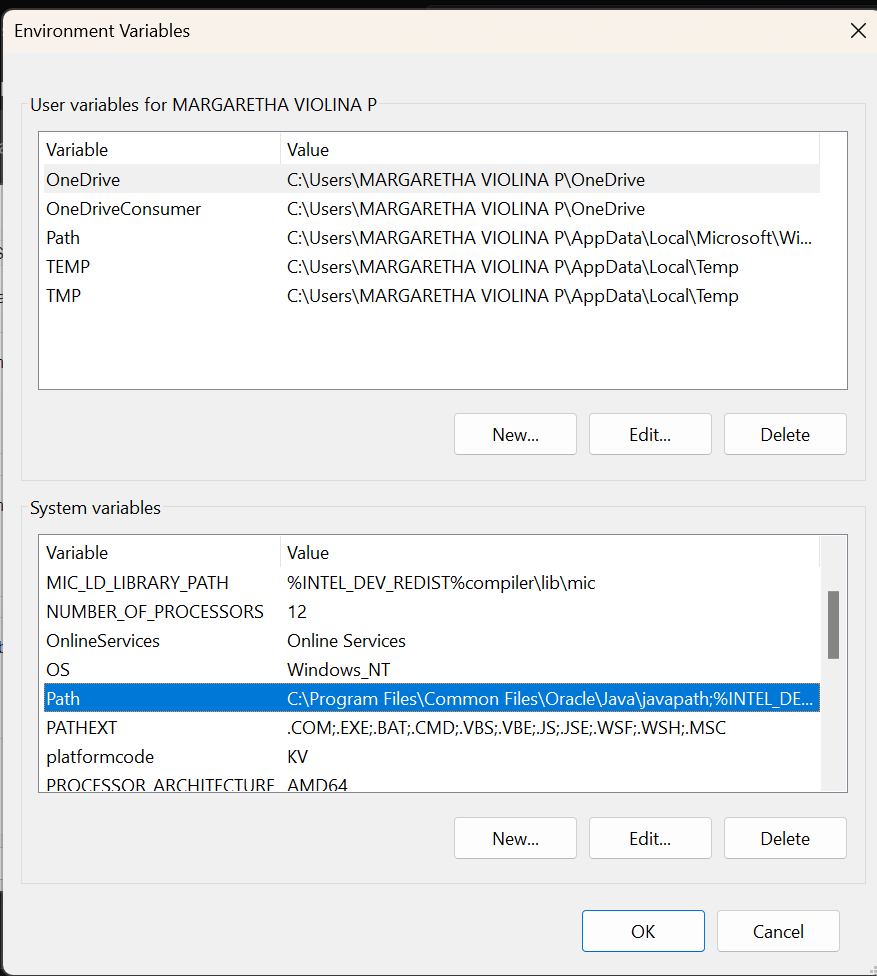 Environment Variables
User variables for MARGARETHA VIOLINA P
Variable Value
OneDrive C:\Users\MARGARETHA VIOLINA P\OneDrive
OneDriveConsumer C:\Users\MARGARETHA VIOLINA P\OneDrive
Path C:\Users\MARGARETHA VIOLINA P\AppData\Local\Microsoft\Wi...
TEMP C:\Users\MARGARETHA VIOLINA P\AppData\Local\Temp
TMP C:\Users\MARGARETHA VIOLINA P\AppData\Local\Temp
New... Edit... Delete
System variables
Variable Value
MIC_LD_LIBRARY_PATH %INTEL_DEV_REDIST%compiler\lib\mic
NUMBER_OF_PROCESSORS 12
OnlineServices Online Services
OS Windows_NT
Path C:\Program Files\Common Files\Oracle\Java\javapath;%INTEL_DE...
PATHEXT .COM;.EXE;.BAT;.CMD;.VBS;.VBE;.JS;.JSE;.WSF;.WSH;.MSC
platformcode KV
PROCESSOR_ARCHITECTURE AMD64
New... Edit... Delete
OK Cancel